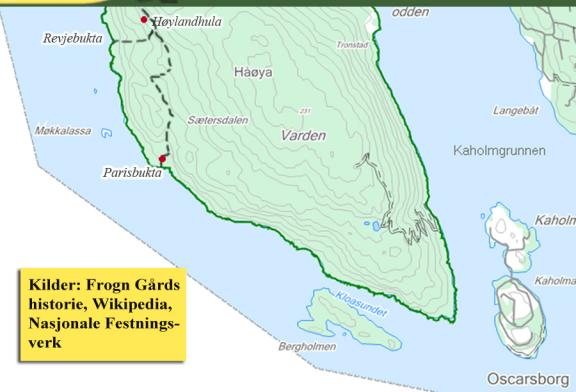 odden
Høylandhula
Revjebukta
Tronstad
Håøya
231
Langebåt
Sætersdalen
Møkkalassa
Varden
Kaholmgrunnen
Parisbukta
Kaholm
Kilder: Frogn Gårds
historie, Wikipedia,
Nasjonale Festnings-
verk
Kaholma
Kloasundet
Bergholmen
Oscarsborg